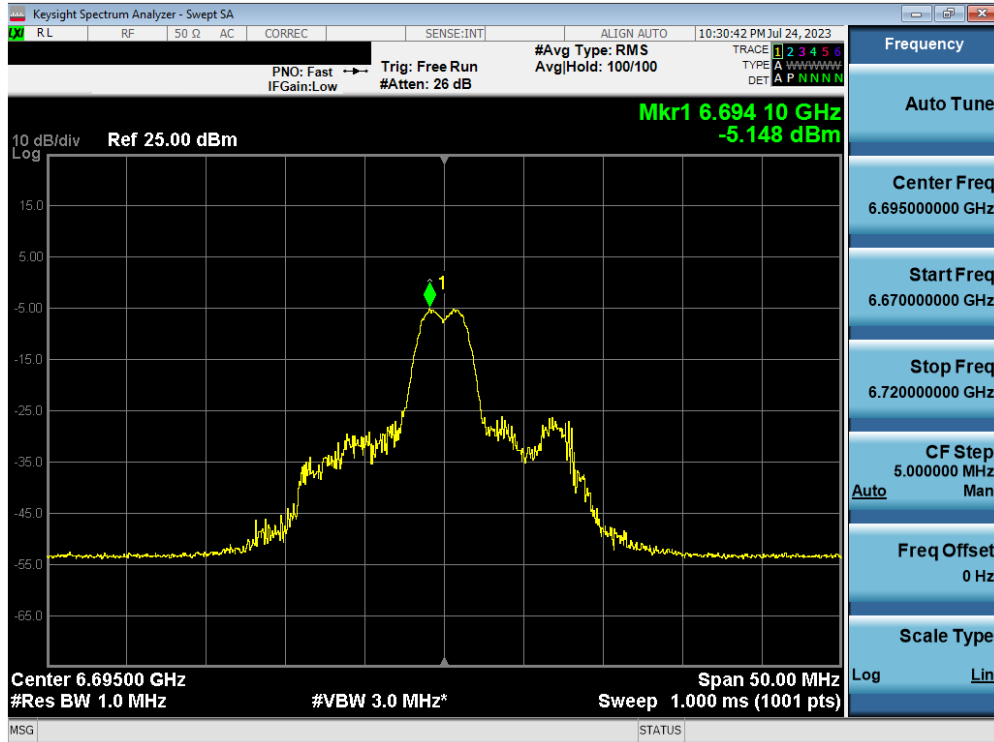 Keysight Spectrum Analyzer - Swept SA
LXI RL RF 50 Ω AC CORREC SENSE:INT ALIGN AUTO 10:30:42 PM Jul 24, 2023
PNO: Fast Trig: Free Run #Avg Type: RMS TRACE 1 2 3 4 5 6
IFGain:Low #Atten: 26 dB Avg|Hold: 100/100 TYPE A WWWWW
DET A P N N N N
Mkr1 6.694 10 GHz
-5.148 dBm
10 dB/div Ref 25.00 dBm
Log
15.0
5.00
1
-5.00
-15.0
-25.0
-35.0
-45.0
-55.0
-65.0
Center 6.69500 GHz Span 50.00 MHz
#Res BW 1.0 MHz #VBW 3.0 MHz* Sweep 1.000 ms (1001 pts)
MSG STATUS
Frequency
Auto Tune
Center Freq
6.695000000 GHz
Start Freq
6.670000000 GHz
Stop Freq
6.720000000 GHz
CF Step
5.000000 MHz
Auto Man
Freq Offset
0 Hz
Scale Type
Log Lin